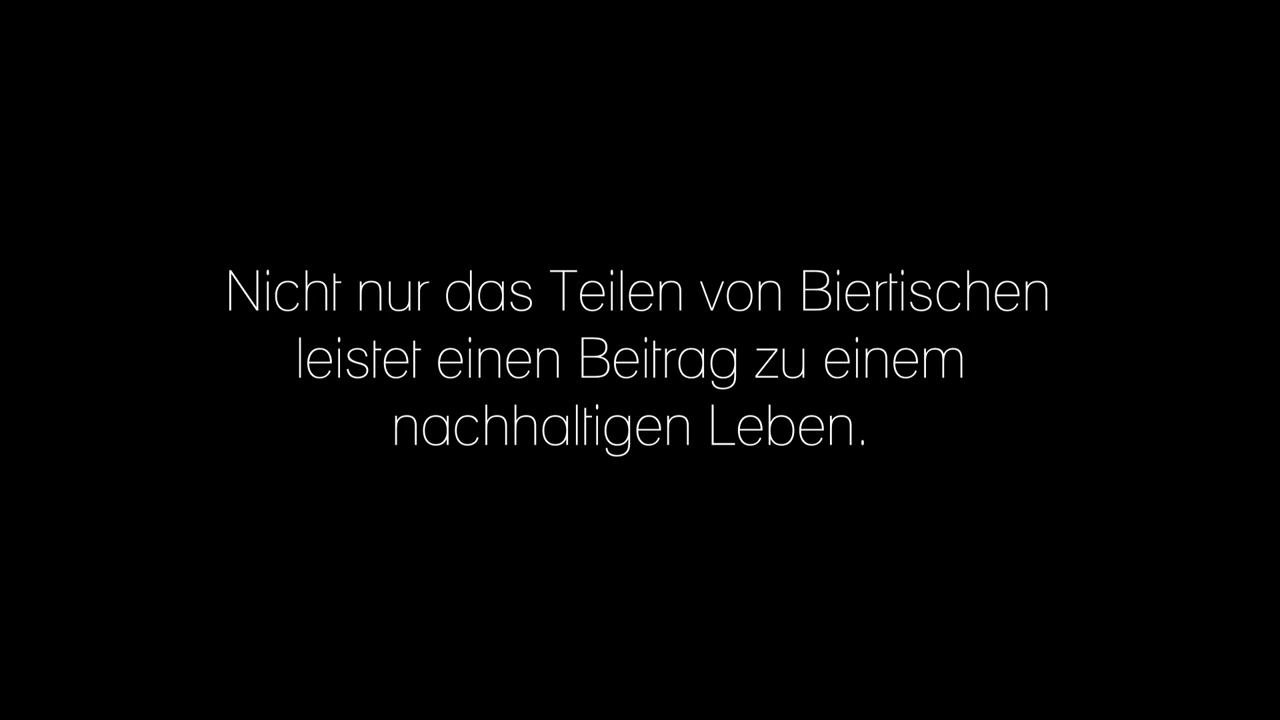 Nicht nur das Teilen von Biertischen
leistet einen Beitrag zu einem
nachhaltigen Leben.